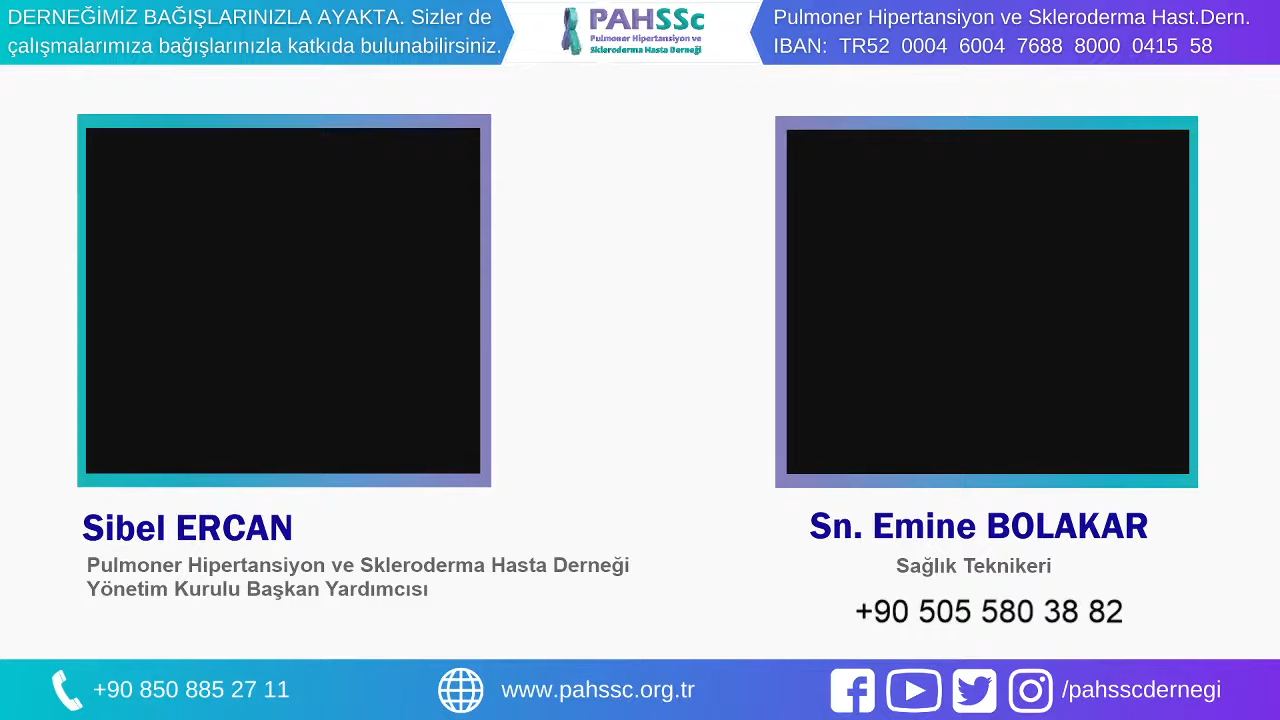 DERNEĞİMİZ BAĞIŞLARINIZLA AYAKTA. Sizler de
çalışmalarımıza bağışlarınızla katkıda bulunabilirsiniz.
PAHSSc
Pulmoner Hipertansiyon ve
Skleroderma Hasta Derneği
Pulmoner Hipertansiyon ve Skleroderma Hast.Dern.
IBAN: TR52 0004 6004 7688 8000 0415 58
Sibel ERCAN
Pulmoner Hipertansiyon ve Skleroderma Hasta Derneği
Yönetim Kurulu Başkan Yardımcısı
Sn. Emine BOLAKAR
Sağlık Teknikeri
+90 505 580 38 82
+90 850 885 27 11
www.pahssc.org.tr
/pahsscdernegi